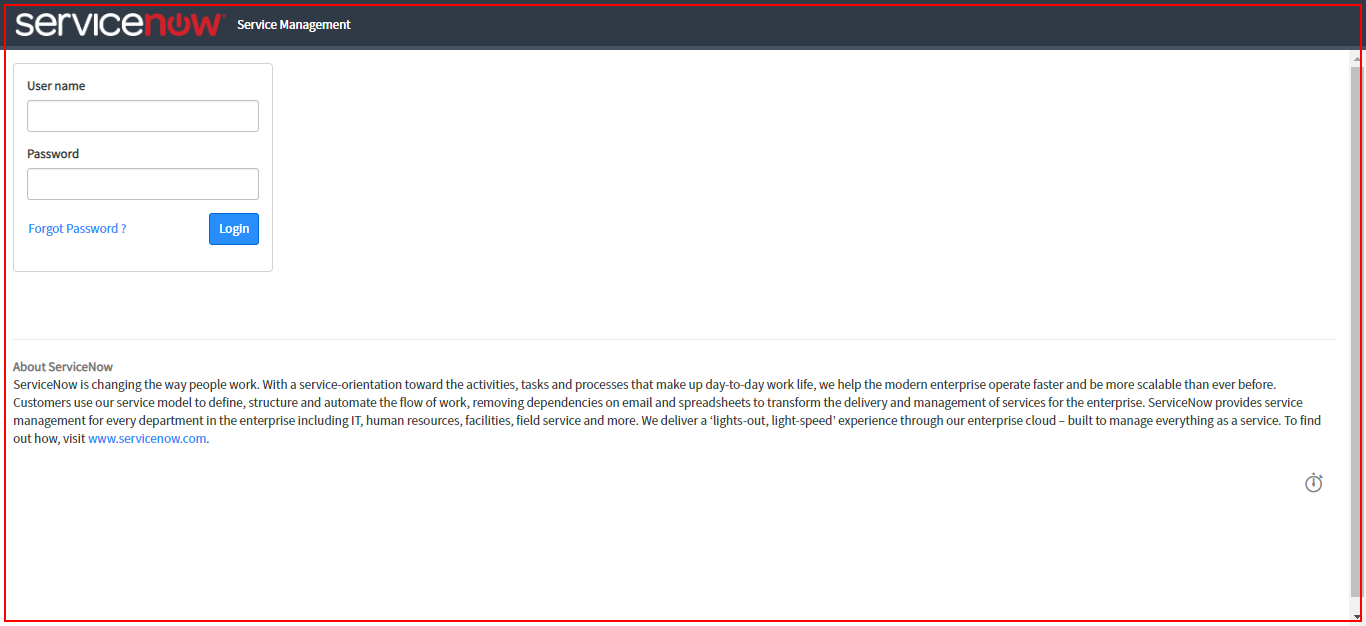 servicenow Service Management
User name
Password
Forgot Password ?
Login
About ServiceNow
ServiceNow is changing the way people work. With a service-orientation toward the activities, tasks and processes that make up day-to-day work life, we help the modern enterprise operate faster and be more scalable than ever before.
Customers use our service model to define, structure and automate the flow of work, removing dependencies on email and spreadsheets to transform the delivery and management of services for the enterprise. ServiceNow provides service
management for every department in the enterprise including IT, human resources, facilities, field service and more. We deliver a ‘lights-out, light-speed’ experience through our enterprise cloud – built to manage everything as a service. To find
out how, visit www.servicenow.com.